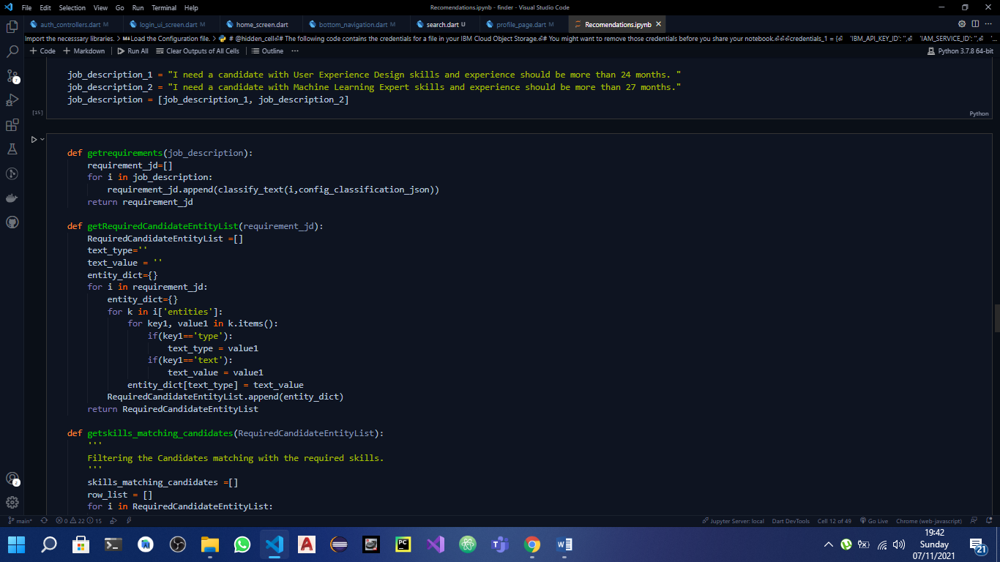 File Edit Selection View Go Run Terminal Help Recomendations.ipynb - finder - Visual Studio Code
auth_controllers.dart M login_ui_screen.dart M home_screen.dart bottom_navigation.dart M search.dart U profile_page.dart M Recomendations.ipynb
Import the necesssary libraries. > M↓Load the Configuration file. > # @hidden_cell⏎# The following code contains the credentials for a file in your IBM Cloud Object Storage.⏎# You might want to remove those credentials before you share your notebook.⏎⏎⏎credentials_1 = {⏎ 'IBM_API_KEY_ID': '',⏎ 'IAM_SERVICE_ID': '',⏎ '...
+ Code + Markdown Run All Clear Outputs of All Cells Outline ... Python 3.7.8 64-bit
job_description_1 = "I need a candidate with User Experience Design skills and experience should be more than 24 months. "
job_description_2 = "I need a candidate with Machine Learning Expert skills and experience should be more than 27 months."
job_description = [job_description_1, job_description_2]
[15] Python
def getrequirements(job_description):
requirement_jd=[]
for i in job_description:
requirement_jd.append(classify_text(i,config_classification_json))
return requirement_jd
def getRequiredCandidateEntityList(requirement_jd):
RequiredCandidateEntityList =[]
text_type=''
text_value = ''
entity_dict={}
for i in requirement_jd:
entity_dict={}
for k in i['entities']:
for key1, value1 in k.items():
if(key1=='type'):
text_type = value1
if(key1=='text'):
text_value = value1
entity_dict[text_type] = text_value
RequiredCandidateEntityList.append(entity_dict)
return RequiredCandidateEntityList
def getskills_matching_candidates(RequiredCandidateEntityList):
'''
Filtering the Candidates matching with the required skills.
'''
skills_matching_candidates =[]
row_list = []
for i in RequiredCandidateEntityList:
main* 0 22 15 Jupyter Server: local Dart DevTools Cell 12 of 49 Go Live Chrome (web-javascript)
19:42
Sunday
07/11/2021
21